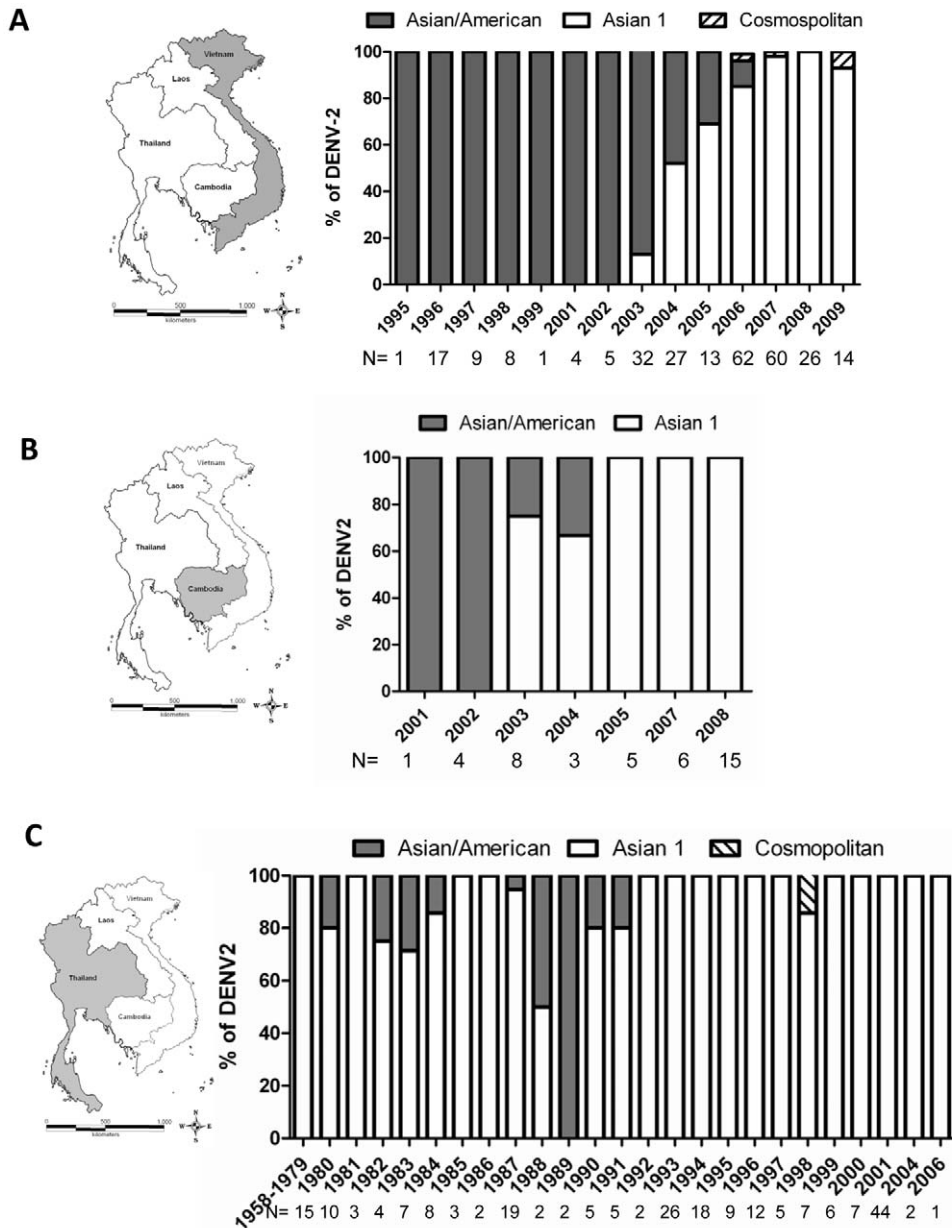 A
Asian/American Asian 1 Cosmospolitan
Vietnam
Laos
Thailand
Cambodia
0 500 1,000
kilometers
N
W E
S
% of DENV-2
100
80
60
40
20
0
1995 1996 1997 1998 1999 2001 2002 2003 2004 2005 2006 2007 2008 2009
N= 1 17 9 8 1 4 5 32 27 13 62 60 26 14
B
Asian/American Asian 1
Vietnam
Laos
Thailand
Cambodia
0 500 1,000
kilometers
N
W E
S
% of DENV2
100
80
60
40
20
0
2001 2002 2003 2004 2005 2007 2008
N= 1 4 8 3 5 6 15
C
Asian/American Asian 1 Cosmopolitan
Vietnam
Laos
Thailand
Cambodia
0 500 1,000
kilometers
N
W E
S
% of DENV2
100
80
60
40
20
0
1958-1979 1980 1981 1982 1983 1984 1985 1986 1987 1988 1989 1990 1991 1992 1993 1994 1995 1996 1997 1998 1999 2000 2001 2004 2006
N= 15 10 3 4 7 8 3 2 19 2 2 5 5 2 26 18 9 12 5 7 6 7 44 2 1